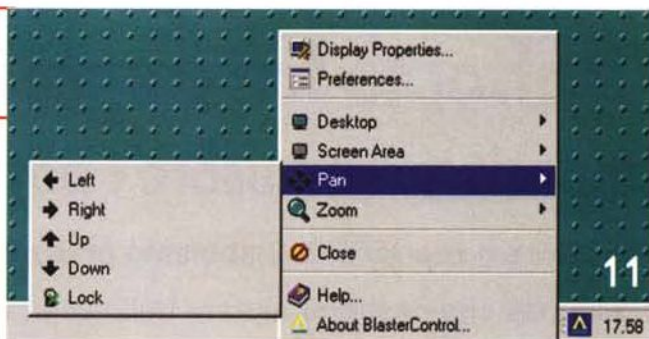 Display Properties...
Preferences...
Desktop
Screen Area
Pan
Zoom
Close
Help...
About BlasterControl...
Left
Right
Up
Down
Lock
11
17.58